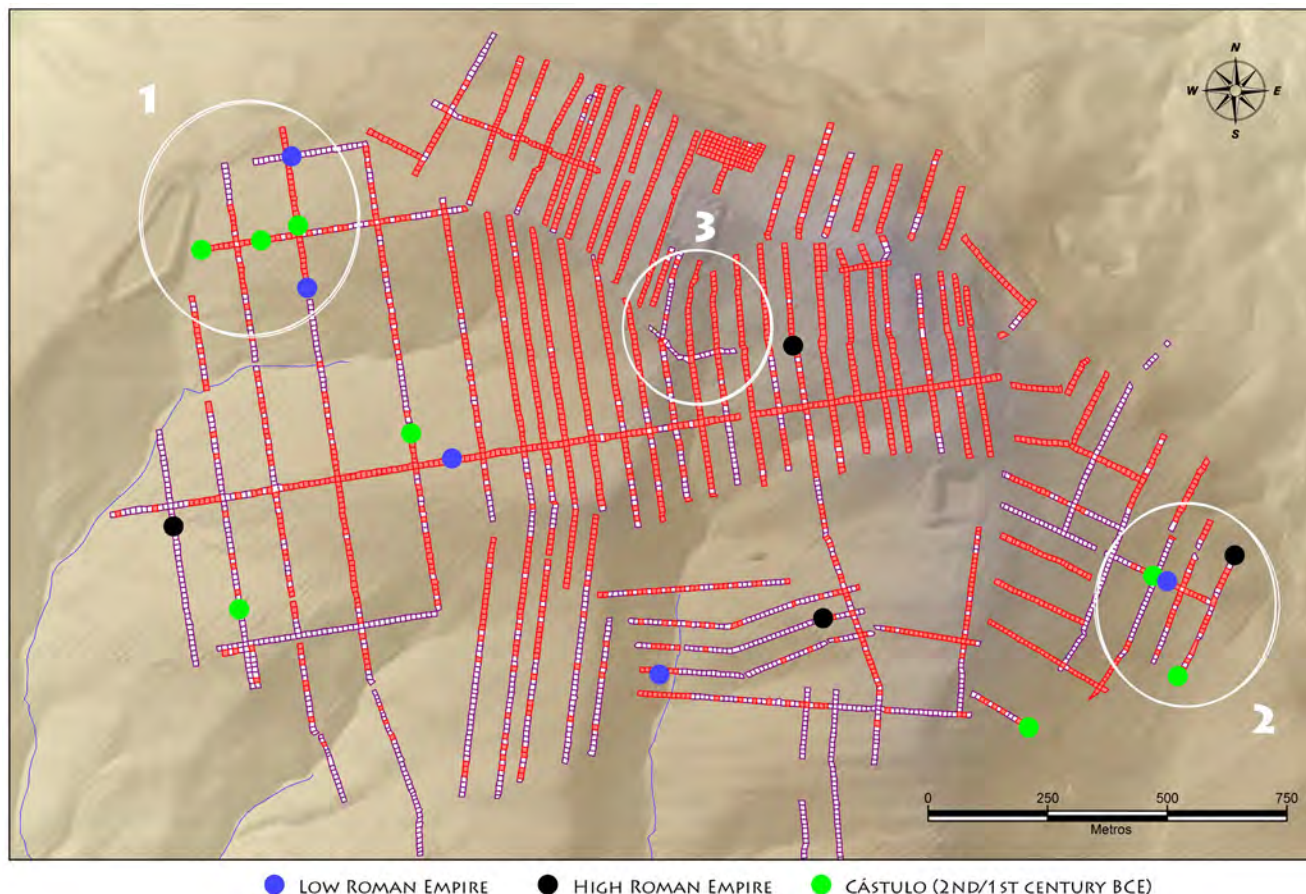 N
1
W E
S
3
2
0 250 500 750
Metros
LOW ROMAN EMPIRE HIGH ROMAN EMPIRE CÁSTULO (2ND/1ST CENTURY BCE)